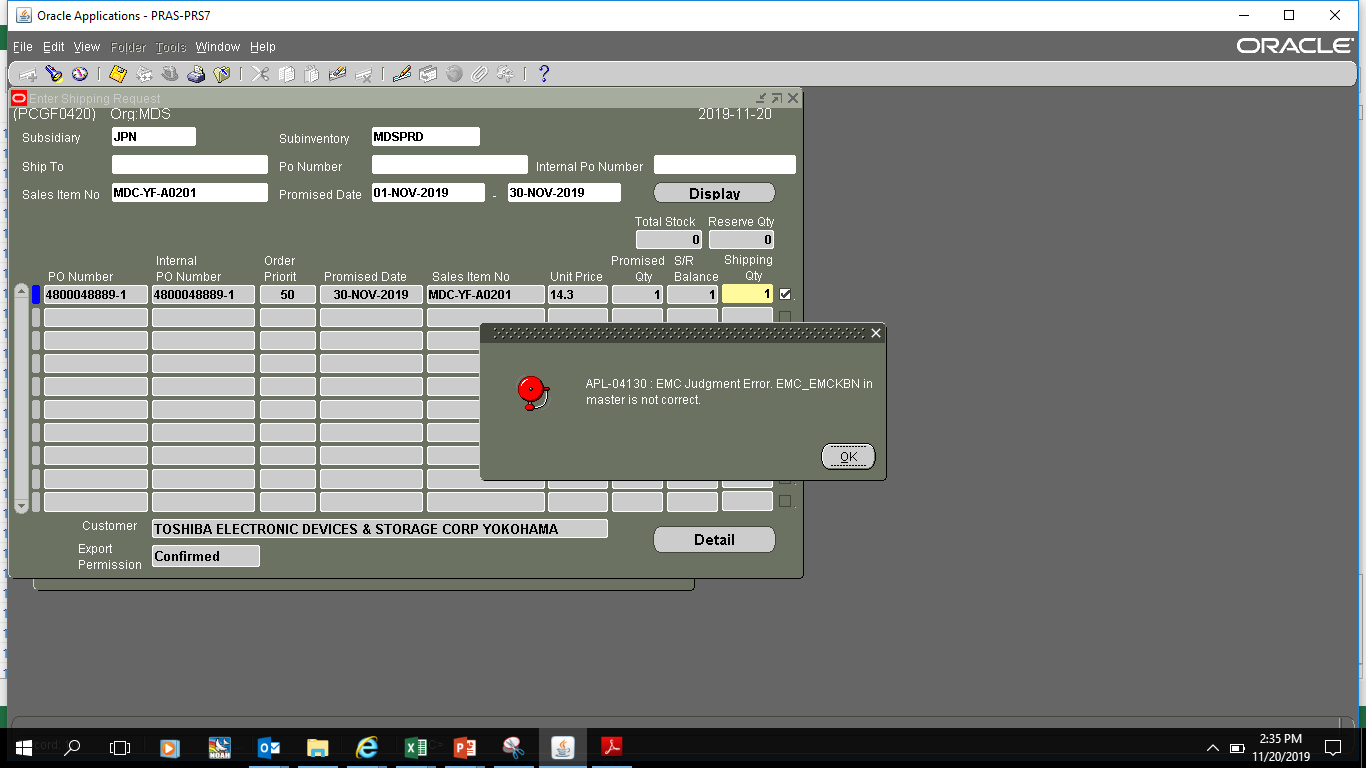 Oracle Applications - PRAS-PRS7
File Edit View Folder Tools Window Help
ORACLE
Enter Shipping Request
(PCGF0420) Org:MDS 2019-11-20
Subsidiary JPN Subinventory MDSPRD
Ship To Po Number Internal Po Number
Sales Item No MDC-YF-A0201 Promised Date 01-NOV-2019 - 30-NOV-2019 Display
Total Stock Reserve Qty
0 0
Internal Order Promised S/R Shipping
PO Number PO Number Priorit Promised Date Sales Item No Unit Price Qty Balance Qty
4800048889-1 4800048889-1 50 30-NOV-2019 MDC-YF-A0201 14.3 1 1 1
APL-04130 : EMC Judgment Error. EMC_EMCKBN in
master is not correct.
OK
Customer TOSHIBA ELECTRONIC DEVICES & STORAGE CORP YOKOHAMA
Export
Permission Confirmed
Detail
2:35 PM
11/20/2019